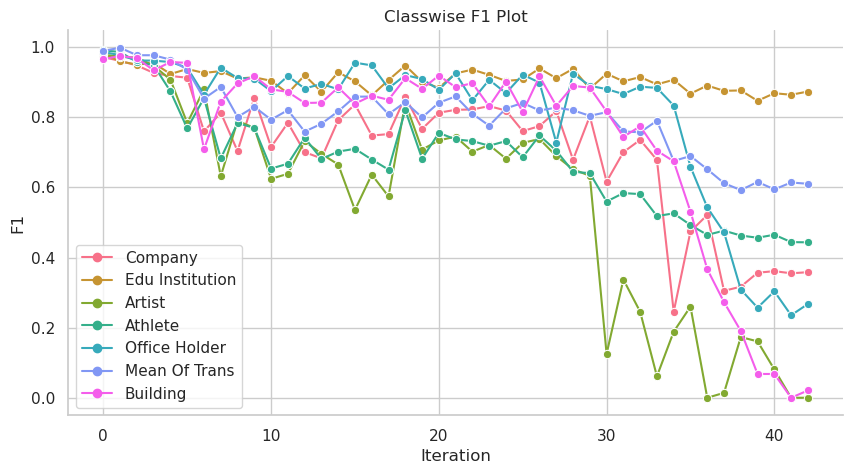 Classwise F1 Plot
1.0
0.8
0.6
0.4
0.2
0.0
F1
Company
Edu Institution
Artist
Athlete
Office Holder
Mean Of Trans
Building
0
10
20
30
40
Iteration